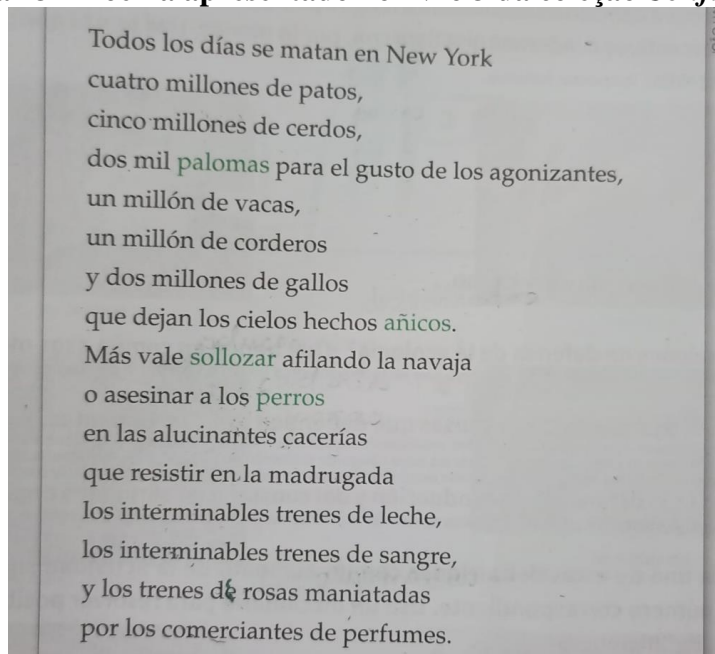 Todos los días se matan en New York
cuatro millones de patos,
cinco millones de cerdos,
dos mil palomas para el gusto de los agonizantes,
un millón de vacas,
un millón de corderos
y dos millones de gallos
que dejan los cielos hechos añicos.
Más vale sollozar afilando la navaja
o asesinar a los perros
en las alucinantes cacerías
que resistir en la madrugada
los interminables trenes de leche,
los interminables trenes de sangre,
y los trenes de rosas maniatadas
por los comerciantes de perfumes.